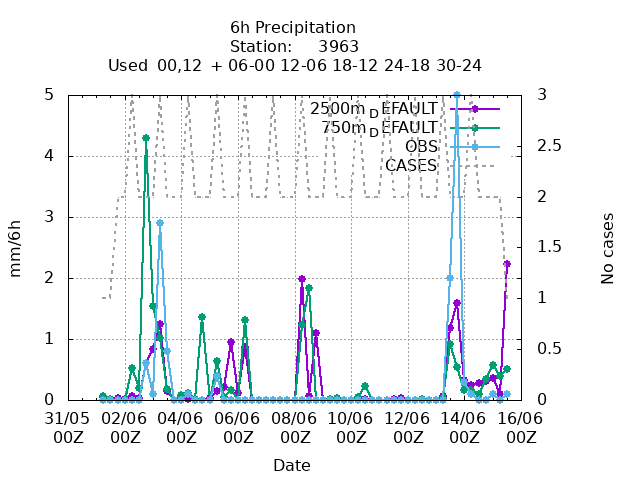 6h Precipitation
Station: 3963
Used 00,12 + 06-00 12-06 18-12 24-18 30-24
2500m_DEFAULT
750m_DEFAULT
OBS
CASES
mm/6h
5
4
3
2
1
0
No cases
3
2.5
2
1.5
1
0.5
0
31/05 02/06 04/06 06/06 08/06 10/06 12/06 14/06 16/06
00Z 00Z 00Z 00Z 00Z 00Z 00Z 00Z 00Z
Date